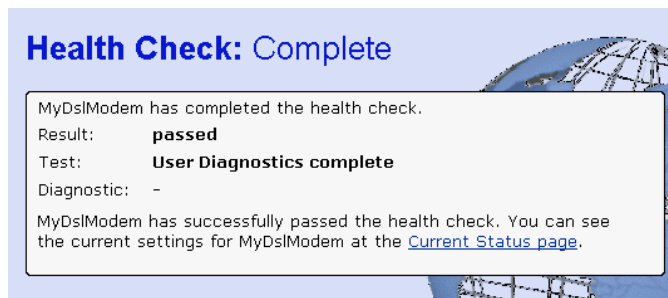 Health Check: Complete
MyDslModem has completed the health check.
Result: passed
Test: User Diagnostics complete
Diagnostic: -
MyDslModem has successfully passed the health check. You can see
the current settings for MyDslModem at the Current Status page.